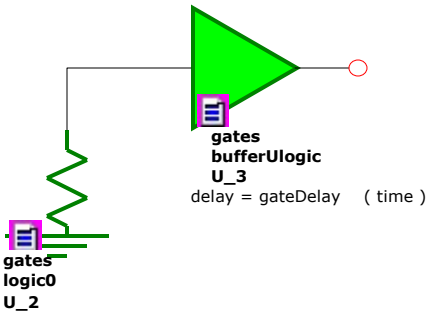 gates
bufferUlogic
U_3
delay = gateDelay ( time )
gates
logic0
U_2